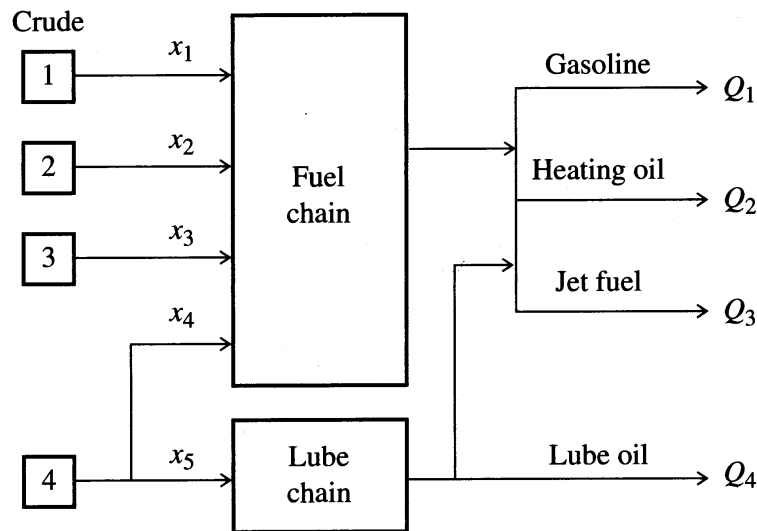 Crude
1
x₁
Gasoline
Q₁
2
x₂
Fuel
chain
Heating oil
Q₂
3
x₃
Jet fuel
Q₃
x₄
4
x₅
Lube
chain
Lube oil
Q₄